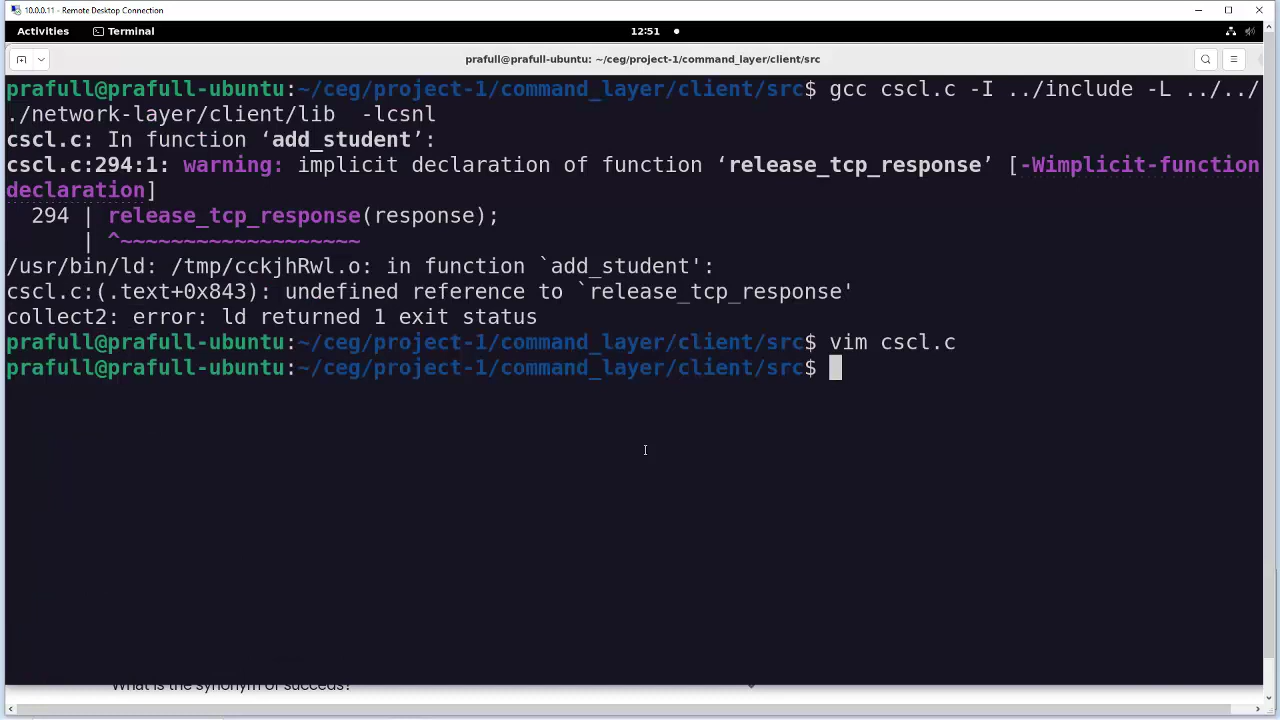 10.0.0.11 - Remote Desktop Connection
Activities Terminal 12:51
prafull@prafull-ubuntu: ~/ceg/project-1/command_layer/client/src
prafull@prafull-ubuntu:~/ceg/project-1/command_layer/client/src$ gcc cscl.c -I ../include -L ../../
./network-layer/client/lib  -lcsnl
cscl.c: In function ‘add_student’:
cscl.c:294:1: warning: implicit declaration of function ‘release_tcp_response’ [-Wimplicit-function
declaration]
  294 | release_tcp_response(response);
      | ^~~~~~~~~~~~~~~~~~~~
/usr/bin/ld: /tmp/cckjhRwl.o: in function `add_student':
cscl.c:(.text+0x843): undefined reference to `release_tcp_response'
collect2: error: ld returned 1 exit status
prafull@prafull-ubuntu:~/ceg/project-1/command_layer/client/src$ vim cscl.c
prafull@prafull-ubuntu:~/ceg/project-1/command_layer/client/src$
What is the synonym of succeds?